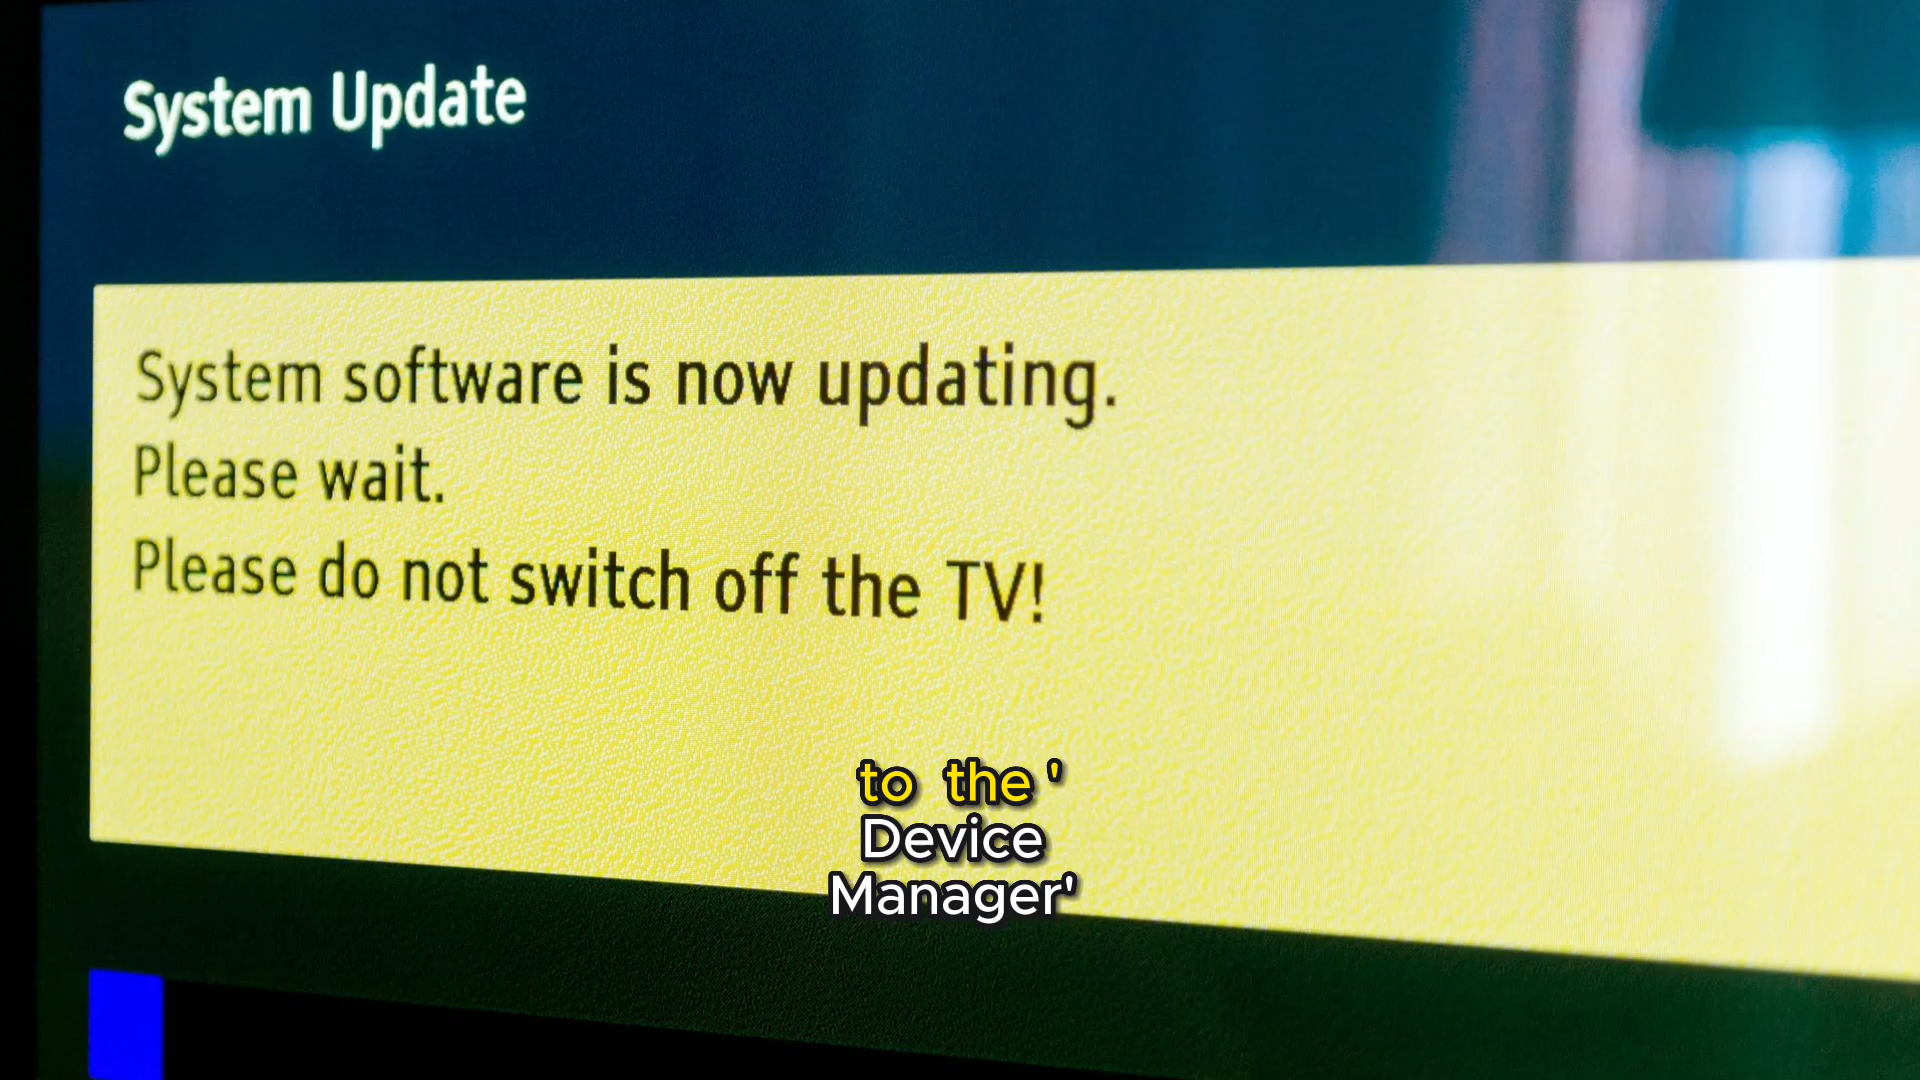 System Update
System software is now updating.
Please wait.
Please do not switch off the TV!
to the '
Device
Manager'